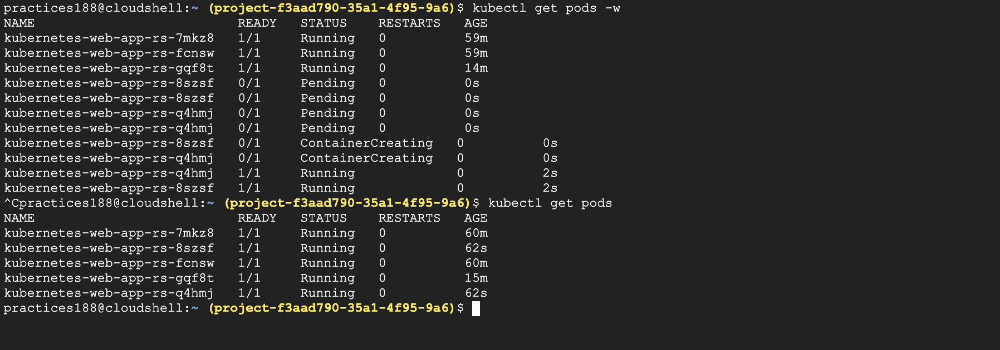 practices188@cloudshell:~ (project-f3aad790-35a1-4f95-9a6)$ kubectl get pods -w
NAME                          READY   STATUS    RESTARTS   AGE
kubernetes-web-app-rs-7mkz8   1/1     Running   0          59m
kubernetes-web-app-rs-fcnsw   1/1     Running   0          59m
kubernetes-web-app-rs-gqf8t   1/1     Running   0          14m
kubernetes-web-app-rs-8szsf   0/1     Pending   0          0s
kubernetes-web-app-rs-8szsf   0/1     Pending   0          0s
kubernetes-web-app-rs-q4hmj   0/1     Pending   0          0s
kubernetes-web-app-rs-q4hmj   0/1     Pending   0          0s
kubernetes-web-app-rs-8szsf   0/1     ContainerCreating   0          0s
kubernetes-web-app-rs-q4hmj   0/1     ContainerCreating   0          0s
kubernetes-web-app-rs-q4hmj   1/1     Running             0          2s
kubernetes-web-app-rs-8szsf   1/1     Running             0          2s
^Cpractices188@cloudshell:~ (project-f3aad790-35a1-4f95-9a6)$ kubectl get pods
NAME                          READY   STATUS    RESTARTS   AGE
kubernetes-web-app-rs-7mkz8   1/1     Running   0          60m
kubernetes-web-app-rs-8szsf   1/1     Running   0          62s
kubernetes-web-app-rs-fcnsw   1/1     Running   0          60m
kubernetes-web-app-rs-gqf8t   1/1     Running   0          15m
kubernetes-web-app-rs-q4hmj   1/1     Running   0          62s
practices188@cloudshell:~ (project-f3aad790-35a1-4f95-9a6)$